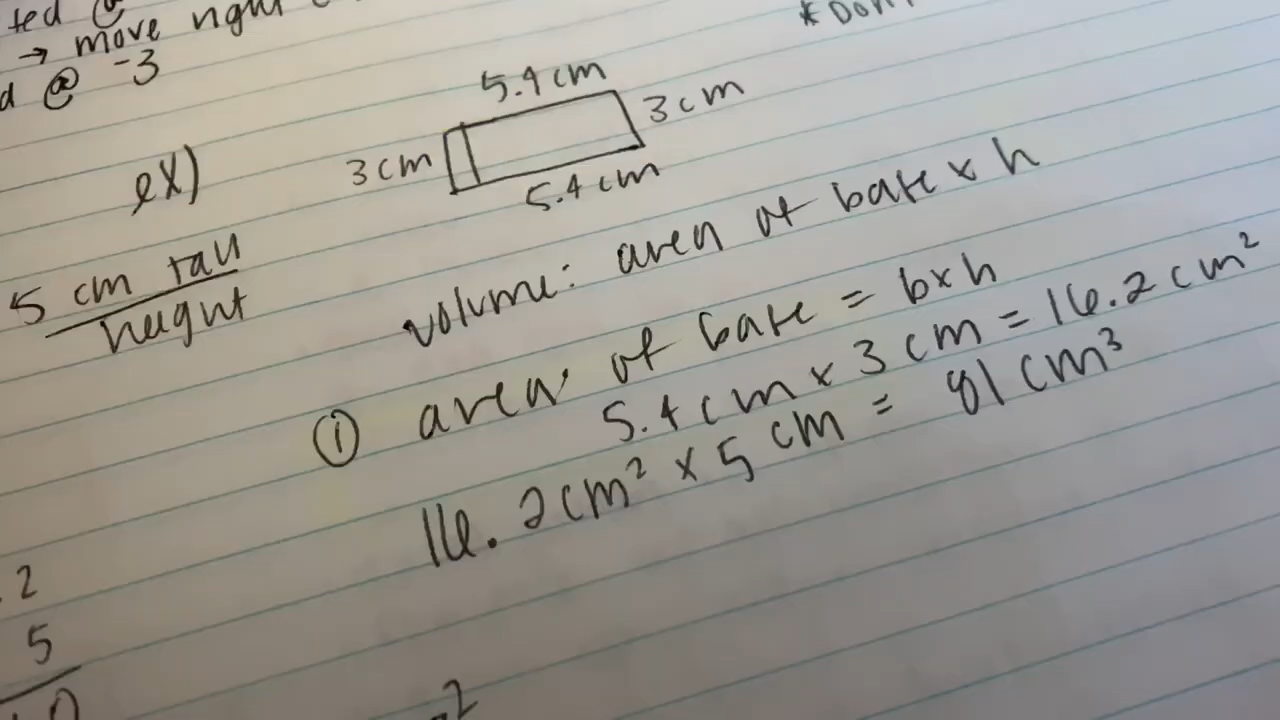 ted @
→ move right
d @ -3
*Don't
ex)
5.4 cm
3 cm
3 cm
5.4 cm
5 cm tall
height
volume: area of base x h
① area of base = b x h
5.4 cm x 3 cm = 16.2 cm²
16.2 cm² x 5 cm = 81 cm³
.2
5
2